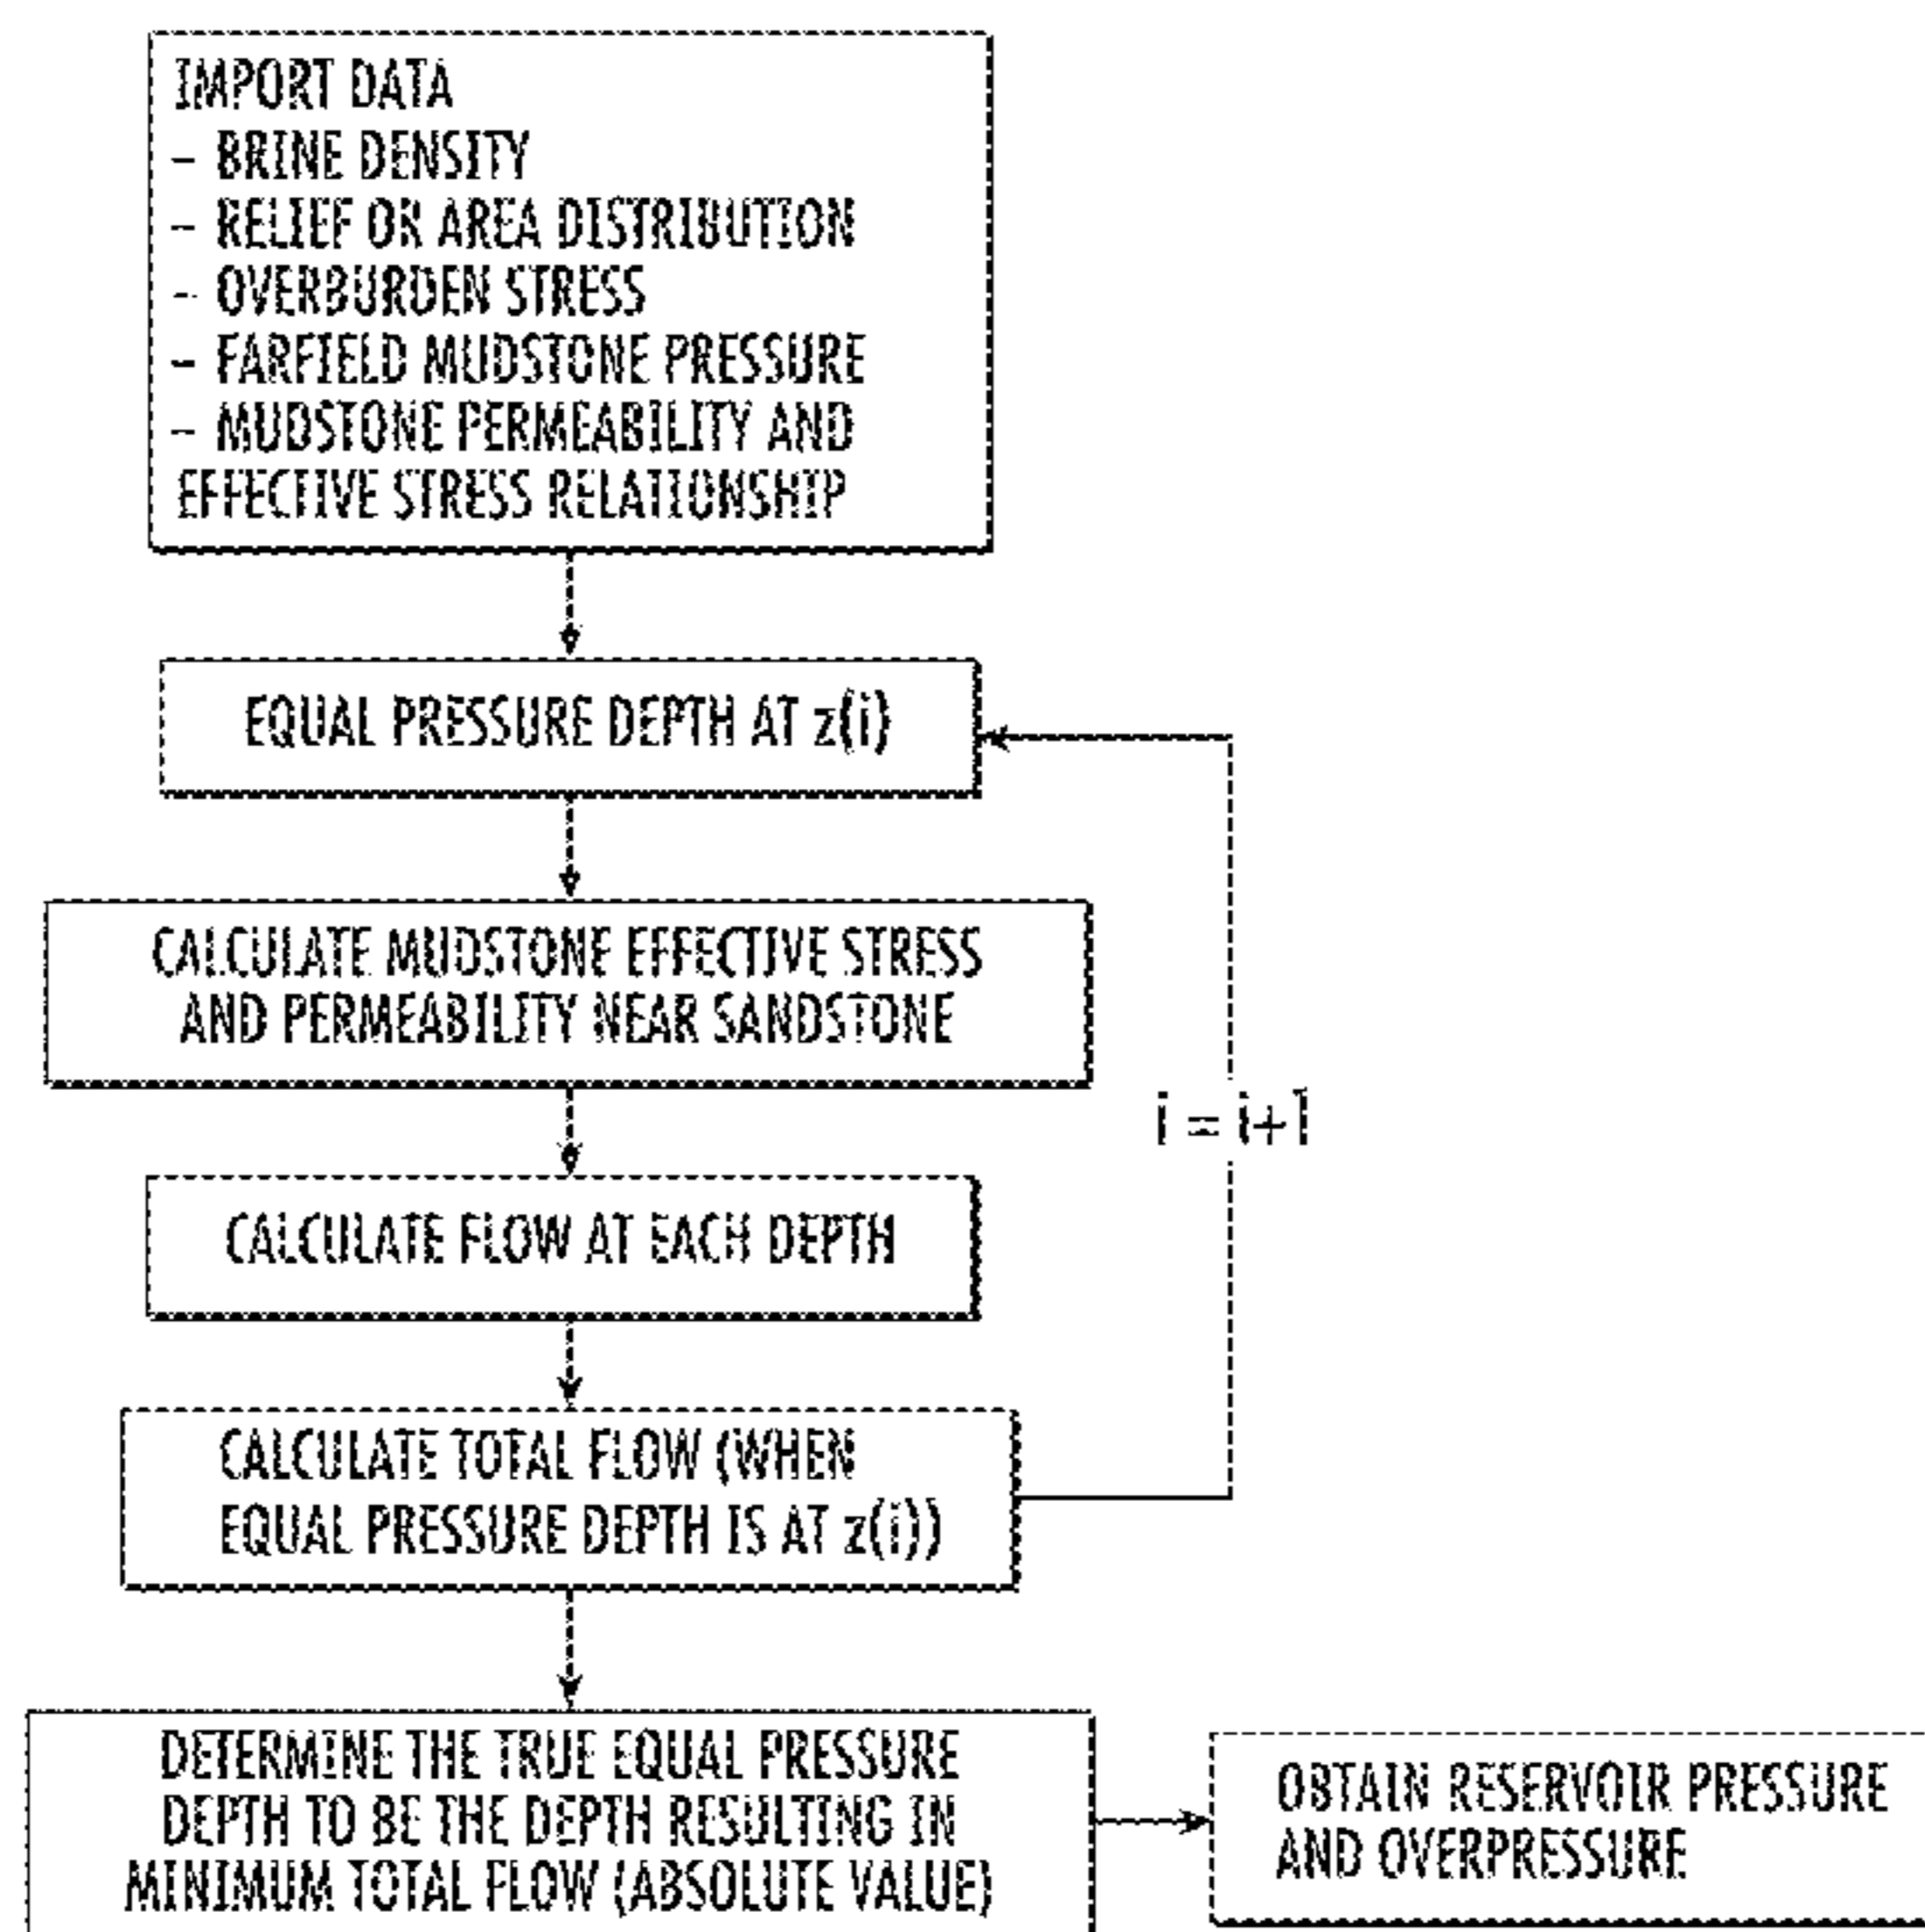 IMPORT DATA
– BRINE DENSITY
– RELIEF OR AREA DISTRIBUTION
– OVERBURDEN STRESS
– FARFIELD MUDSTONE PRESSURE
– MUDSTONE PERMEABILITY AND
EFFECTIVE STRESS RELATIONSHIP
EQUAL PRESSURE DEPTH AT z(i)
CALCULATE MUDSTONE EFFECTIVE STRESS
AND PERMEABILITY NEAR SANDSTONE
i = i+1
CALCULATE FLOW AT EACH DEPTH
CALCULATE TOTAL FLOW (WHEN
EQUAL PRESSURE DEPTH IS AT z(i))
DETERMINE THE TRUE EQUAL PRESSURE
DEPTH TO BE THE DEPTH RESULTING IN
MINIMUM TOTAL FLOW (ABSOLUTE VALUE)
OBTAIN RESERVOIR PRESSURE
AND OVERPRESSURE